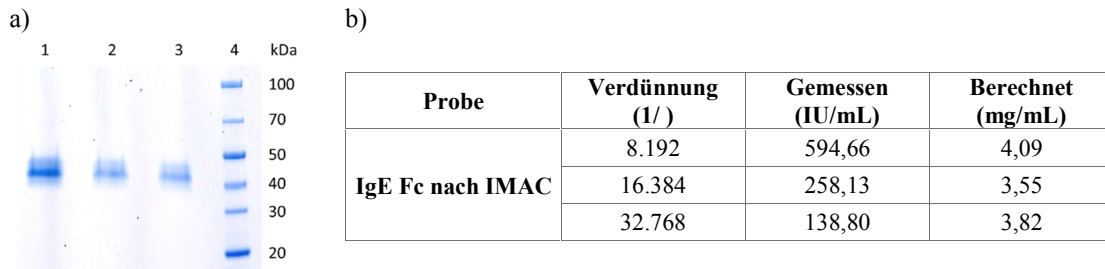 a)
b)
1 2 3 4 kDa
100
70
50
40
30
20
Probe
Verdünnung (1/ )
Gemessen (IU/mL)
Berechnet (mg/mL)
IgE Fc nach IMAC
8.192 594,66 4,09
16.384 258,13 3,55
32.768 138,80 3,82